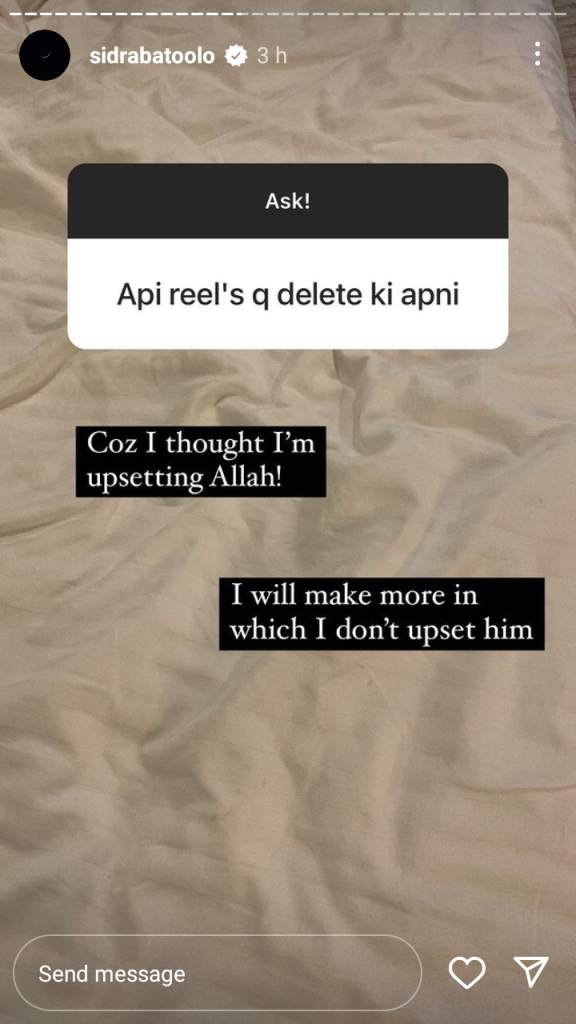 sidrabatoolo 3 h
Ask!
Api reel's q delete ki apni
Coz I thought I'm
upsetting Allah!
I will make more in
which I don't upset him
Send message